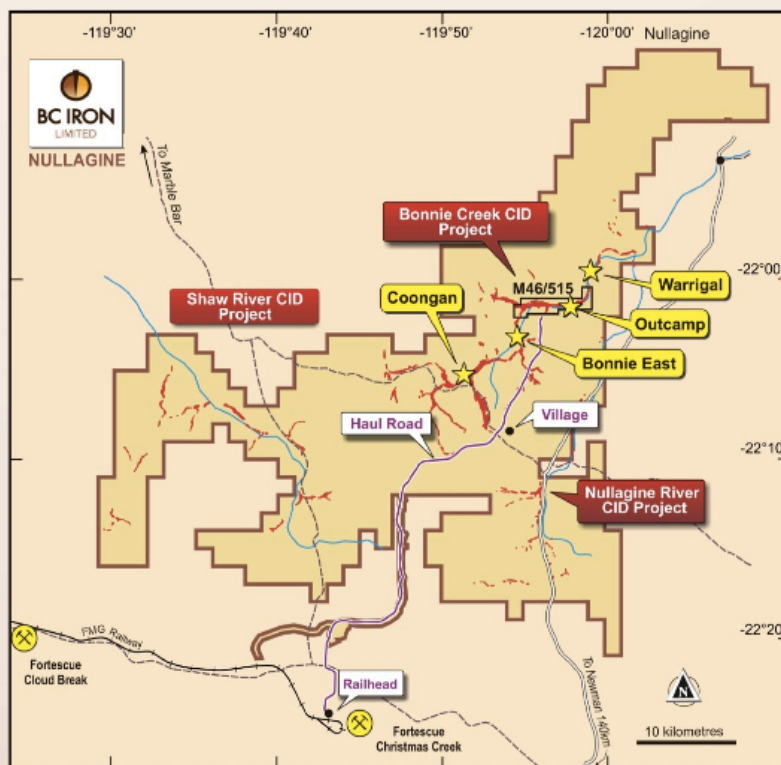 -119°30'
-119°40'
-119°50'
-120°00'
Nullagine
BC IRON
LIMITED
NULLAGINE
To Marble Bar
Bonnie Creek CID
Project
-22°00'
M46/515
Warrigal
Shaw River CID
Project
Coongan
Outcamp
Bonnie East
Haul Road
Village
-22°10'
Nullagine River
CID Project
-22°20'
FMG Railway
Fortescue
Cloud Break
To Newman 140km
Railhead
N
Fortescue
Christmas Creek
10 kilometres